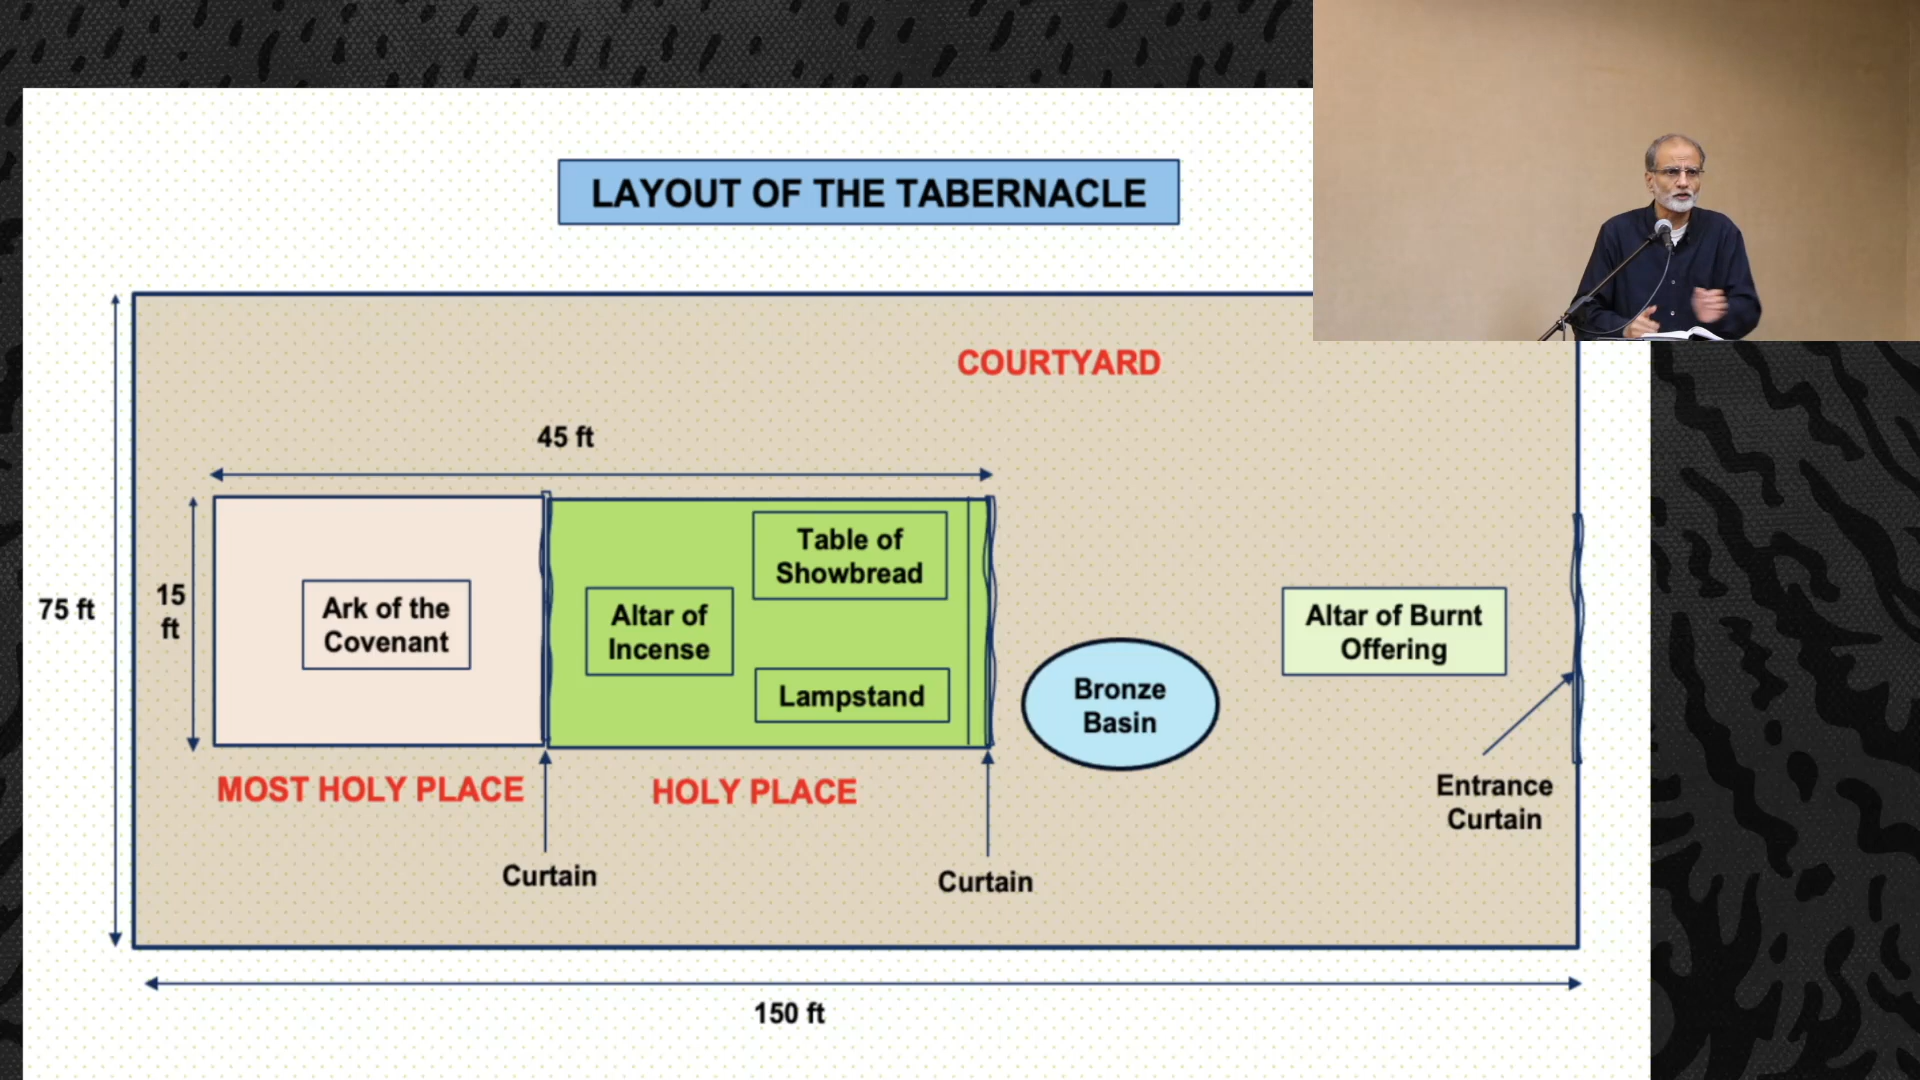 LAYOUT OF THE TABERNACLE
COURTYARD
45 ft
75 ft
15
ft
Ark of the
Covenant
Altar of
Incense
Table of
Showbread
Lampstand
Bronze
Basin
Altar of Burnt
Offering
MOST HOLY PLACE
HOLY PLACE
Entrance
Curtain
Curtain
Curtain
150 ft